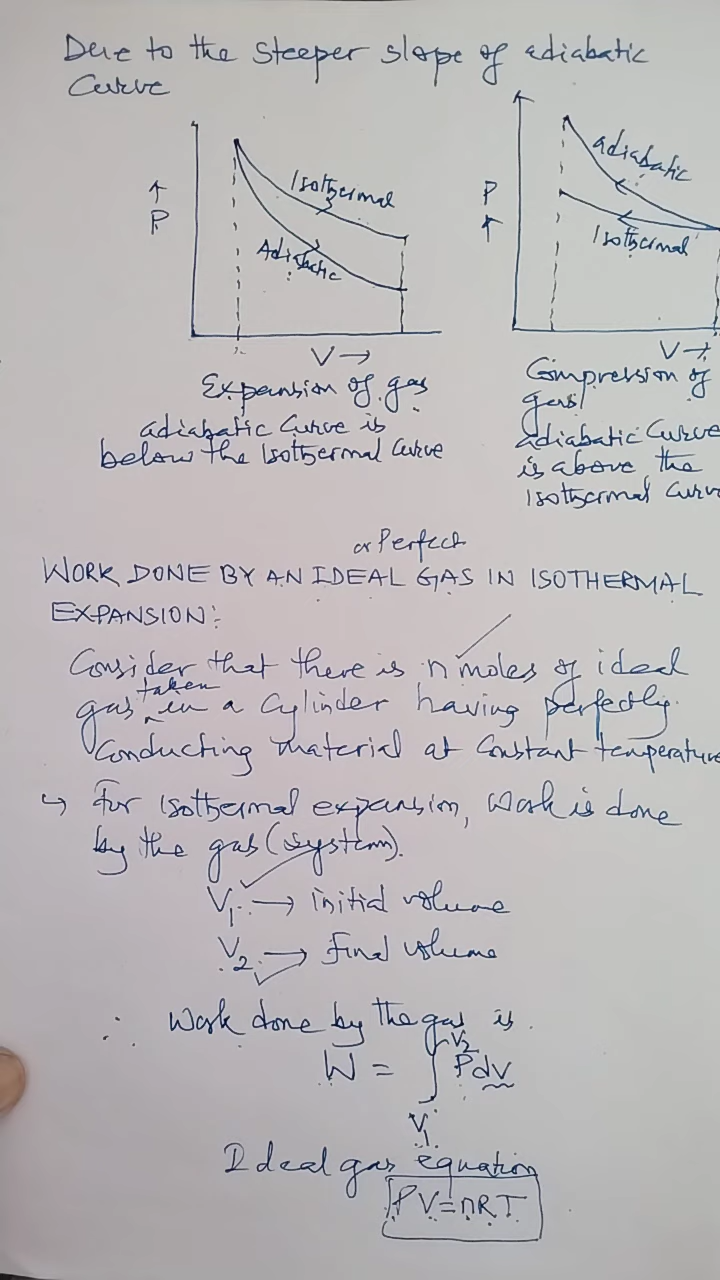 Due to the steeper slope of adiabatic
Curve
↑
P
Isothermal
Adiabatic
V→
Expansion of gas
adiabatic Curve is
below the Isothermal Curve
P
↑
adiabatic
Isothermal
V→
Compression of
gas/
adiabatic Curve
is above the
Isothermal Curve
or Perfect
WORK DONE BY AN IDEAL GAS IN ISOTHERMAL
EXPANSION:
Consider that there is n moles of ideal
gas taken in a Cylinder having perfectly
Conducting material at Constant temperature
↳ For Isothermal expansion, Work is done
by the gas (system).
V₁ → initial volume
V₂ → Final volume
∴ Work done by the gas is
W = ∫ V₂ V₁ PdV
Ideal gas equation
PV=nRT